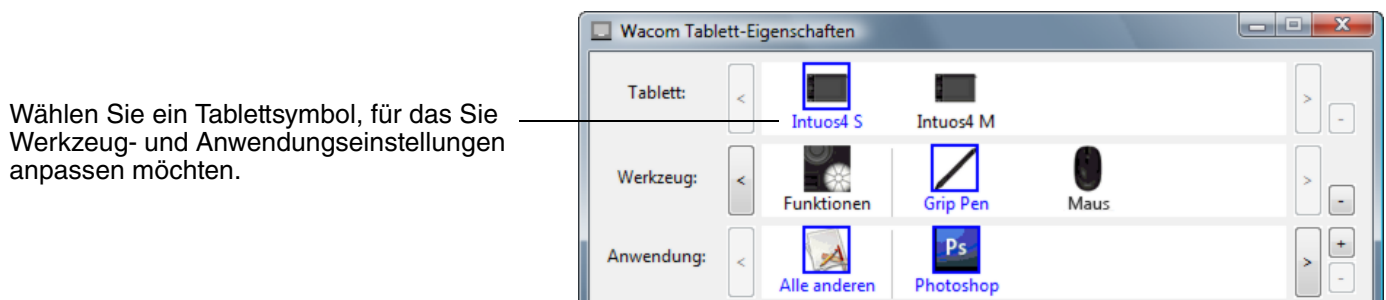 Wacom Tablett-Eigenschaften
Wählen Sie ein Tablettsymbol, für das Sie
Werkzeug- und Anwendungseinstellungen
anpassen möchten.
Tablett:
<
Intuos4 S
Intuos4 M
>
-
Werkzeug:
<
Funktionen
Grip Pen
Maus
>
-
Anwendung:
<
Alle anderen
Ps
Photoshop
>
+
-